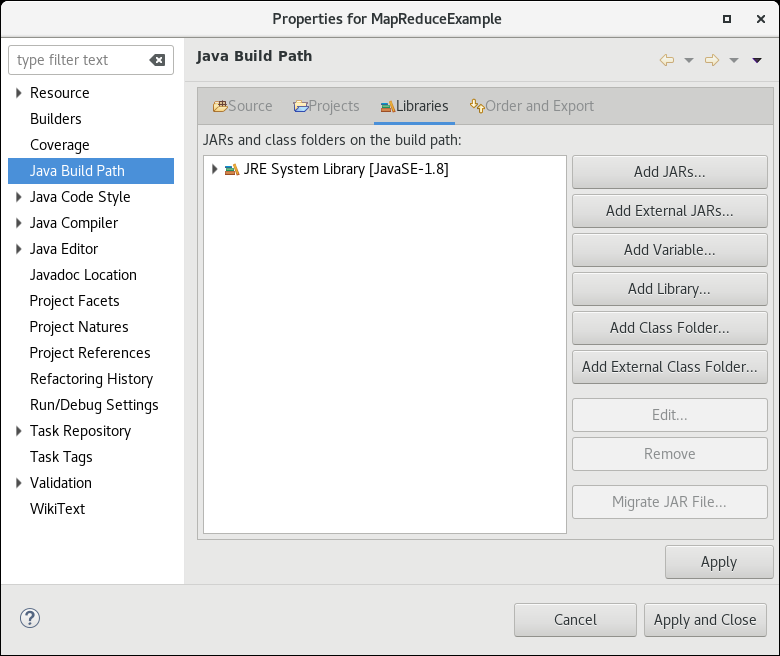 Properties for MapReduceExample
type filter text
Resource
Builders
Coverage
Java Build Path
Java Code Style
Java Compiler
Java Editor
Javadoc Location
Project Facets
Project Natures
Project References
Refactoring History
Run/Debug Settings
Task Repository
Task Tags
Validation
WikiText
Java Build Path
Source Projects Libraries Order and Export
JARs and class folders on the build path:
JRE System Library [JavaSE-1.8]
Add JARs...
Add External JARs...
Add Variable...
Add Library...
Add Class Folder...
Add External Class Folder...
Edit...
Remove
Migrate JAR File...
Apply
?
Cancel
Apply and Close